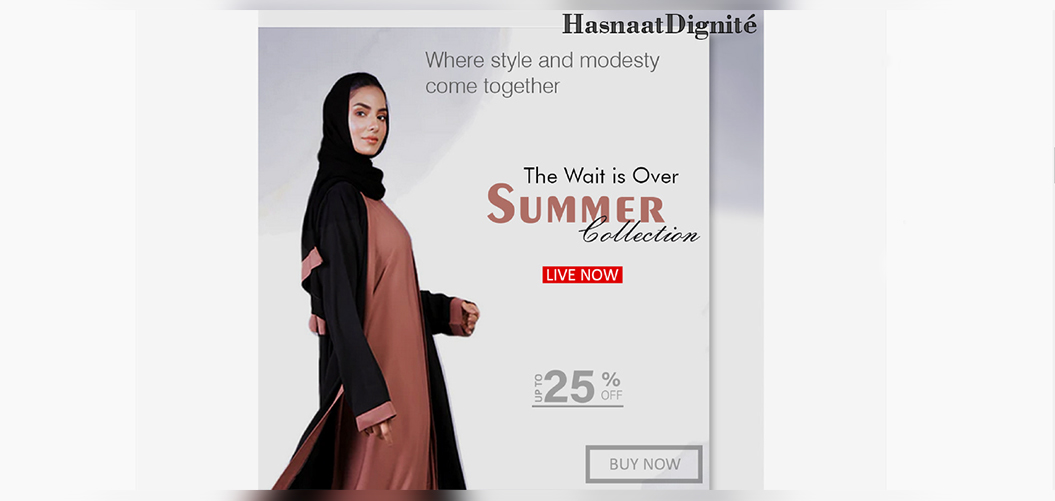 HasnaatDignité
Where style and modesty
come together
The Wait is Over
SUMMER
Collection
LIVE NOW
UP TO 25 % OFF
BUY NOW